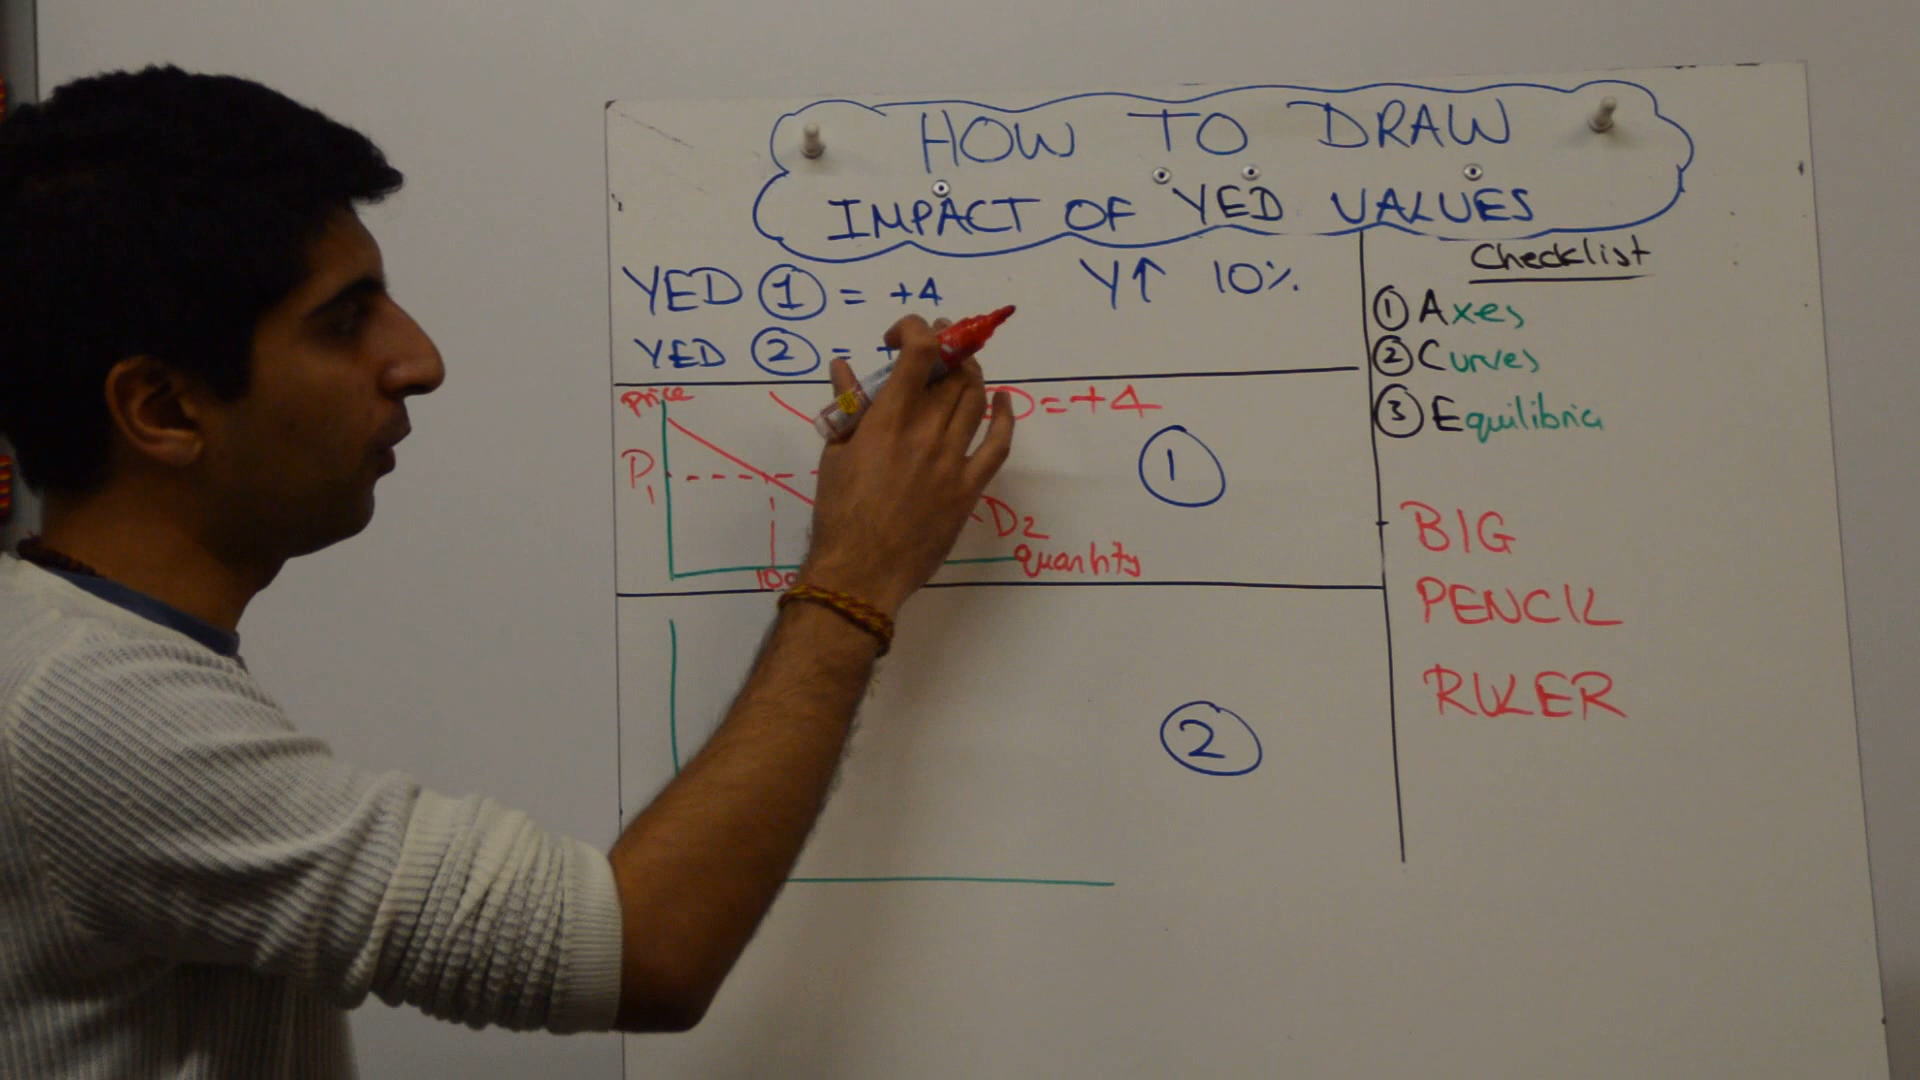 HOW TO DRAW
IMPACT OF YED VALUES
YED 1 = +4
Y↑ 10%
YED 2 = +
Price
D=+4
P1
1
D2
quantity
100
2
Checklist
1 Axes
2 Curves
3 Equilibria
BIG
PENCIL
RULER